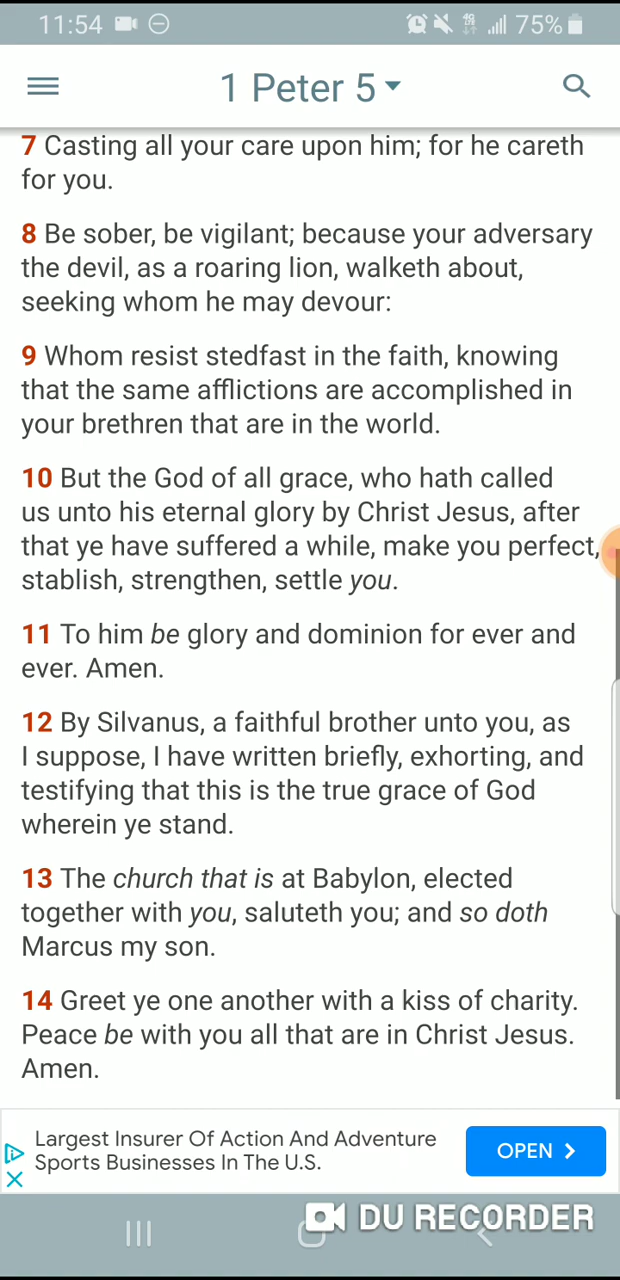 11:54 75%
1 Peter 5
7 Casting all your care upon him; for he careth
for you.
8 Be sober, be vigilant; because your adversary
the devil, as a roaring lion, walketh about,
seeking whom he may devour:
9 Whom resist stedfast in the faith, knowing
that the same afflictions are accomplished in
your brethren that are in the world.
10 But the God of all grace, who hath called
us unto his eternal glory by Christ Jesus, after
that ye have suffered a while, make you perfect,
stablish, strengthen, settle you.
11 To him be glory and dominion for ever and
ever. Amen.
12 By Silvanus, a faithful brother unto you, as
I suppose, I have written briefly, exhorting, and
testifying that this is the true grace of God
wherein ye stand.
13 The church that is at Babylon, elected
together with you, saluteth you; and so doth
Marcus my son.
14 Greet ye one another with a kiss of charity.
Peace be with you all that are in Christ Jesus.
Amen.
Largest Insurer Of Action And Adventure
Sports Businesses In The U.S.
OPEN
DU RECORDER